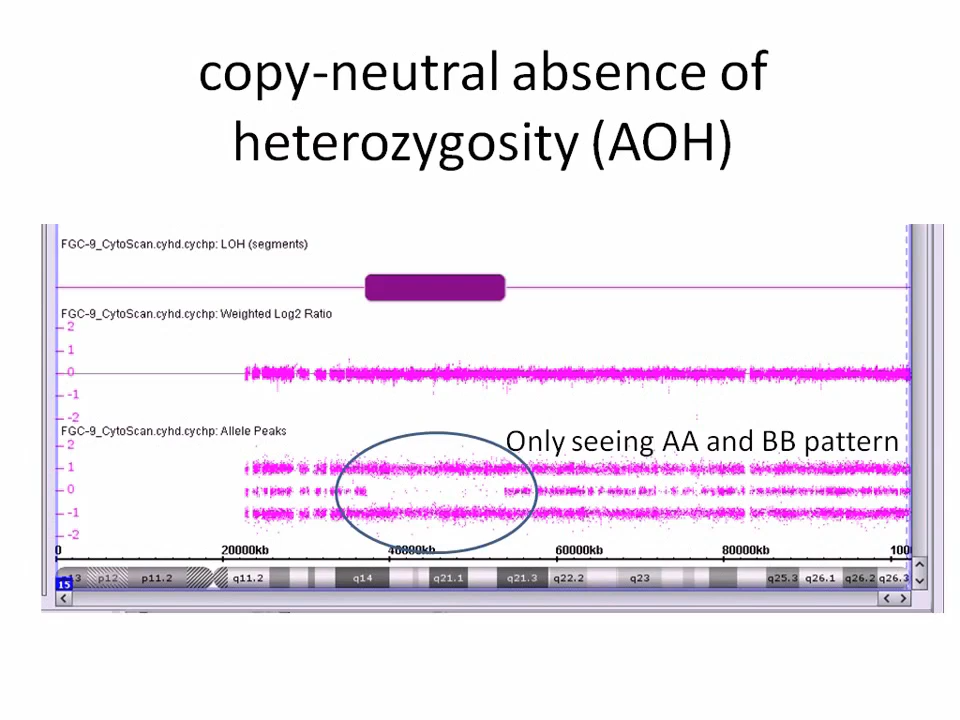 copy-neutral absence of
heterozygosity (AOH)
FGC-9_CytoScan.cyhd.cychp: LOH (segments)
FGC-9_CytoScan.cyhd.cychp: Weighted Log2 Ratio
2
1
0
-1
-2
FGC-9_CytoScan.cyhd.cychp: Allele Peaks
Only seeing AA and BB pattern
2
1
0
-1
-2
0 20000kb 40000kb 60000kb 80000kb 100
p12 p11.2 q11.2 q14 q21.1 q21.3 q22.2 q23 q25.3 q26.1 q26.2 q26.3
15